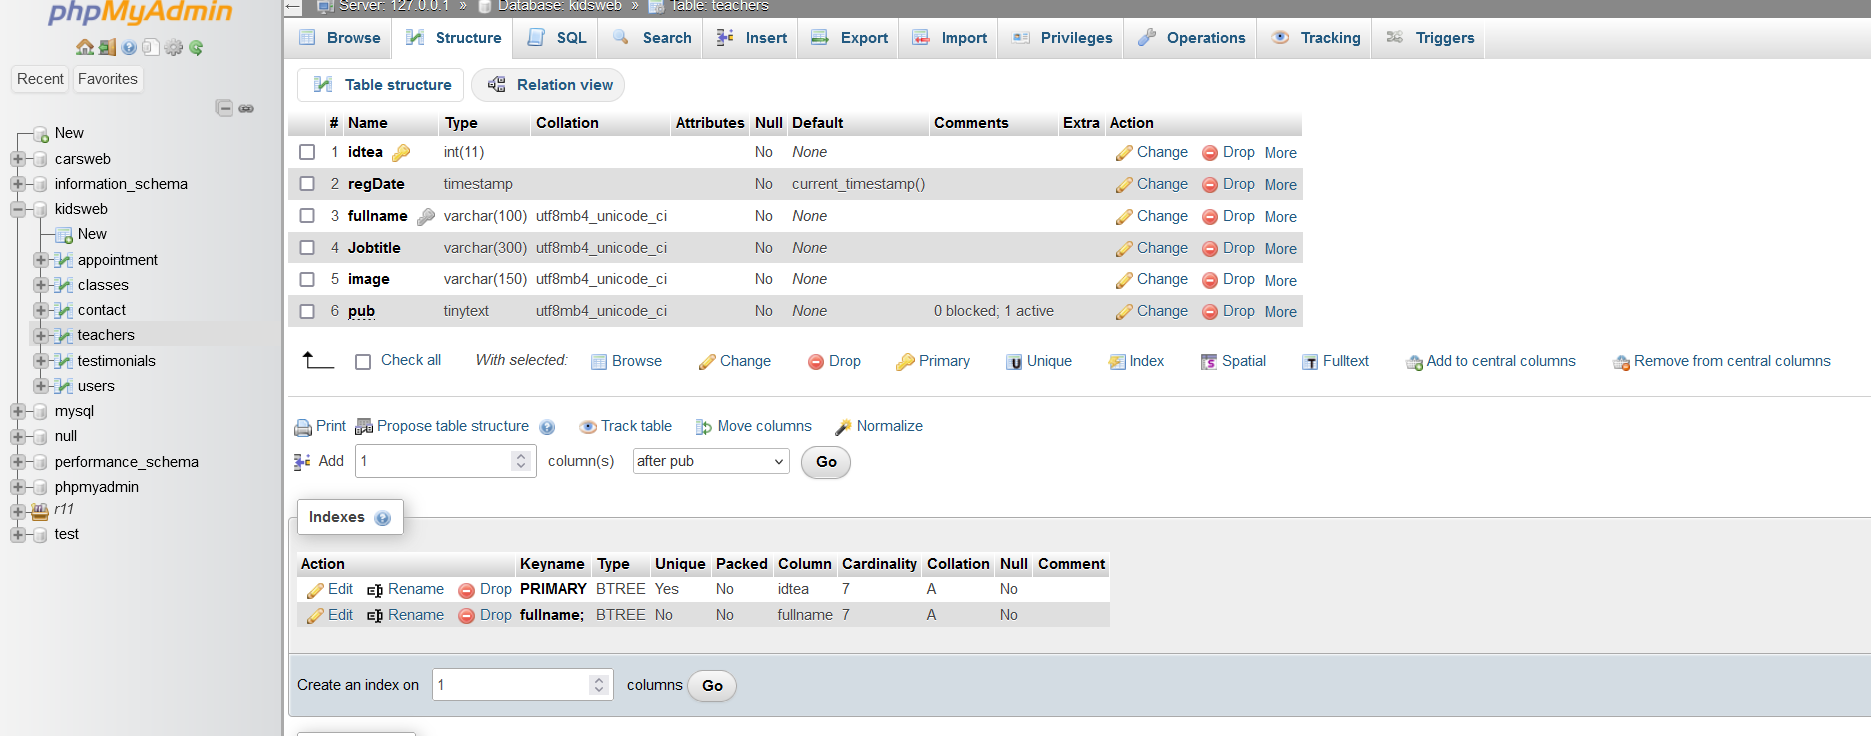 phpMyAdmin
Recent Favorites
New
carsweb
information_schema
kidsweb
New
appointment
classes
contact
teachers
testimonials
users
mysql
null
performance_schema
phpmyadmin
r11
test
Server: 127.0.0.1 » Database: kidsweb » Table: teachers
Browse Structure SQL Search Insert Export Import Privileges Operations Tracking Triggers
Table structure Relation view
# Name Type Collation Attributes Null Default Comments Extra Action
1 idtea int(11) No None Change Drop More
2 regDate timestamp No current_timestamp() Change Drop More
3 fullname varchar(100) utf8mb4_unicode_ci No None Change Drop More
4 Jobtitle varchar(300) utf8mb4_unicode_ci No None Change Drop More
5 image varchar(150) utf8mb4_unicode_ci No None Change Drop More
6 pub tinytext utf8mb4_unicode_ci No None 0 blocked; 1 active Change Drop More
Check all With selected: Browse Change Drop Primary Unique Index Spatial Fulltext Add to central columns Remove from central columns
Print Propose table structure Track table Move columns Normalize
Add 1 column(s) after pub Go
Indexes
Action Keyname Type Unique Packed Column Cardinality Collation Null Comment
Edit Rename Drop PRIMARY BTREE Yes No idtea 7 A No
Edit Rename Drop fullname; BTREE No No fullname 7 A No
Create an index on 1 columns Go